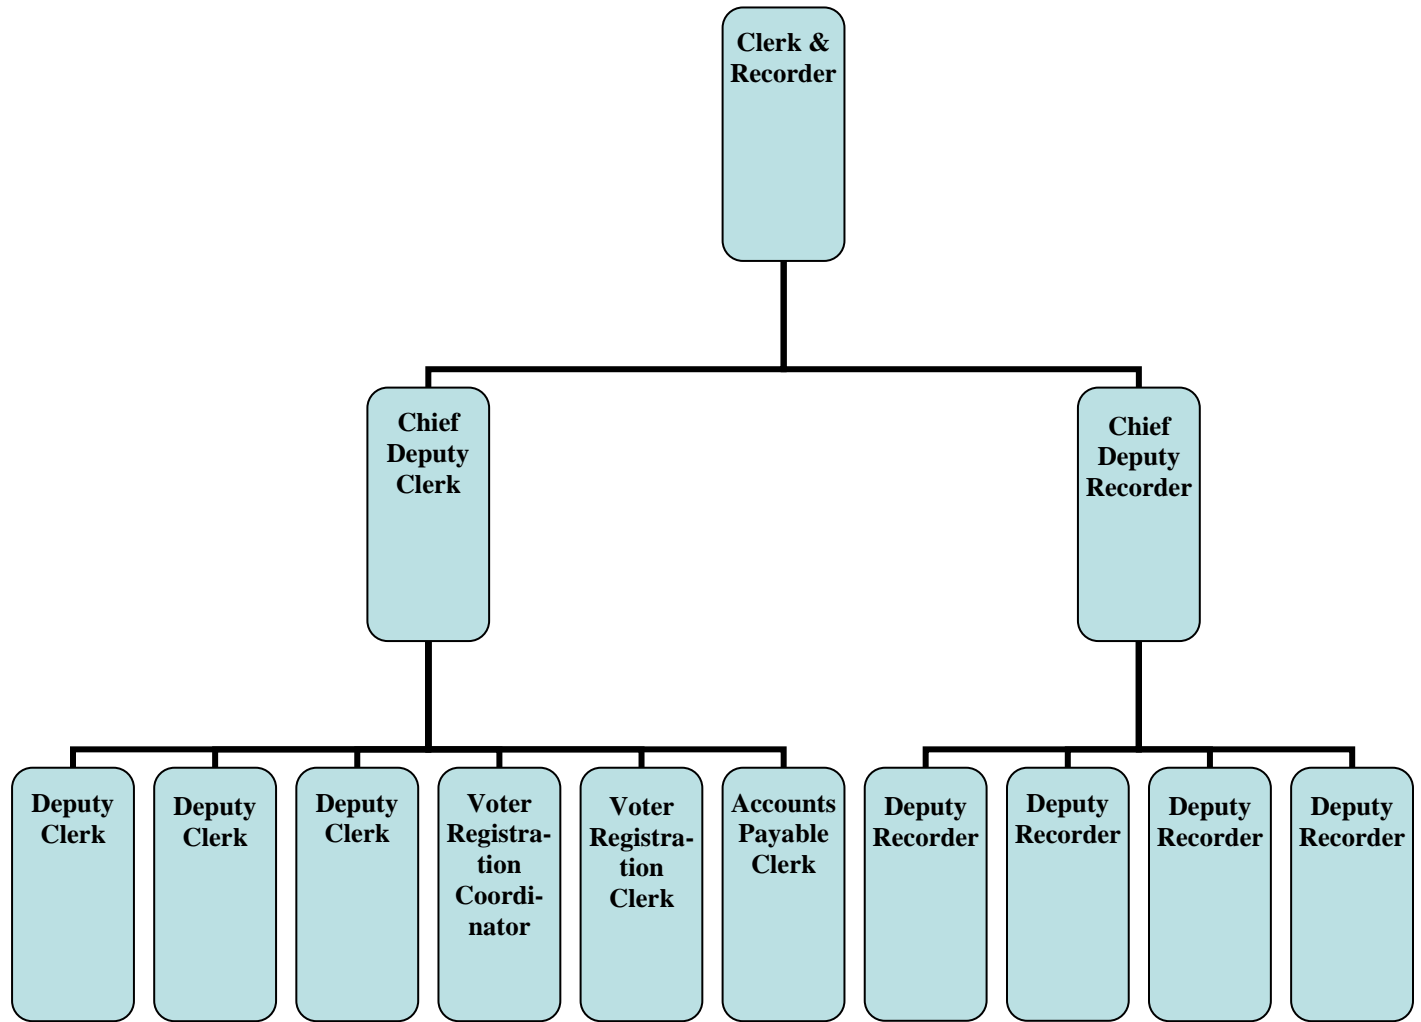 Clerk &
Recorder
Chief
Deputy
Clerk
Chief
Deputy
Recorder
Deputy
Clerk
Deputy
Clerk
Deputy
Clerk
Voter
Registra-
tion
Coordi-
nator
Voter
Registra-
tion
Clerk
Accounts
Payable
Clerk
Deputy
Recorder
Deputy
Recorder
Deputy
Recorder
Deputy
Recorder